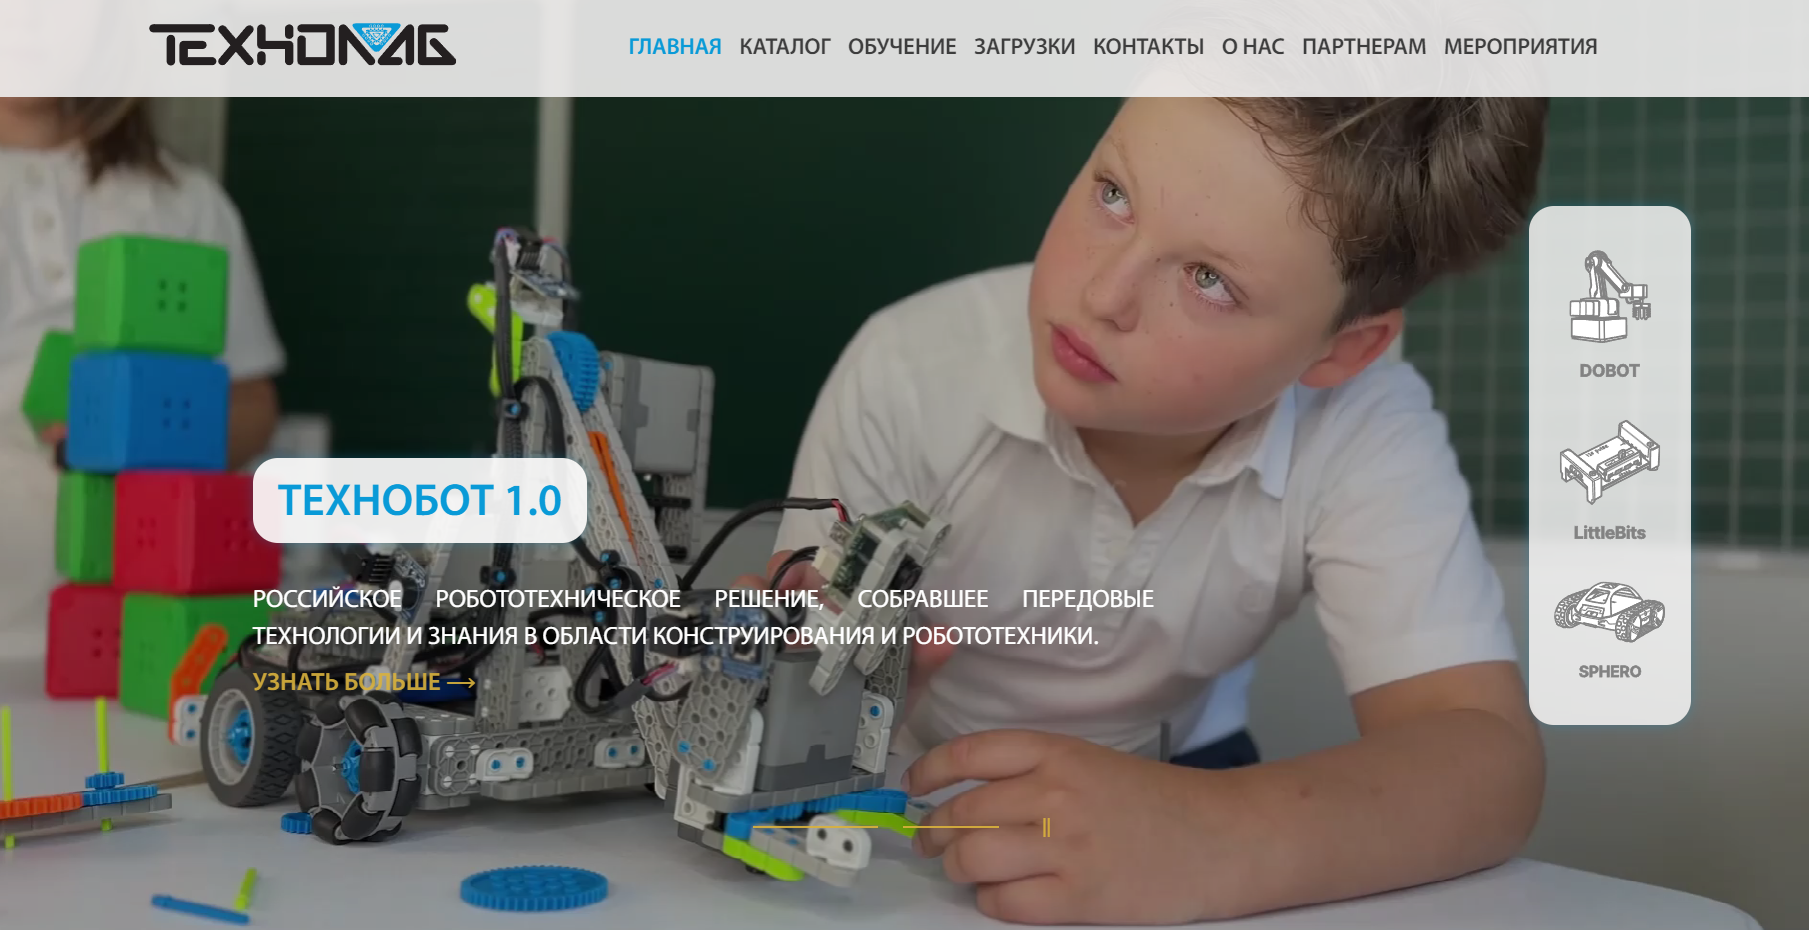 ТЕХНОЛАБ
ГЛАВНАЯ КАТАЛОГ ОБУЧЕНИЕ ЗАГРУЗКИ КОНТАКТЫ О НАС ПАРТНЕРАМ МЕРОПРИЯТИЯ
DOBOT
LittleBits
SPHERO
ТЕХНОБОТ 1.0
РОССИЙСКОЕ РОБОТОТЕХНИЧЕСКОЕ РЕШЕНИЕ, СОБРАВШЕЕ ПЕРЕДОВЫЕ
ТЕХНОЛОГИИ И ЗНАНИЯ В ОБЛАСТИ КОНСТРУИРОВАНИЯ И РОБОТОТЕХНИКИ.
УЗНАТЬ БОЛЬШЕ →